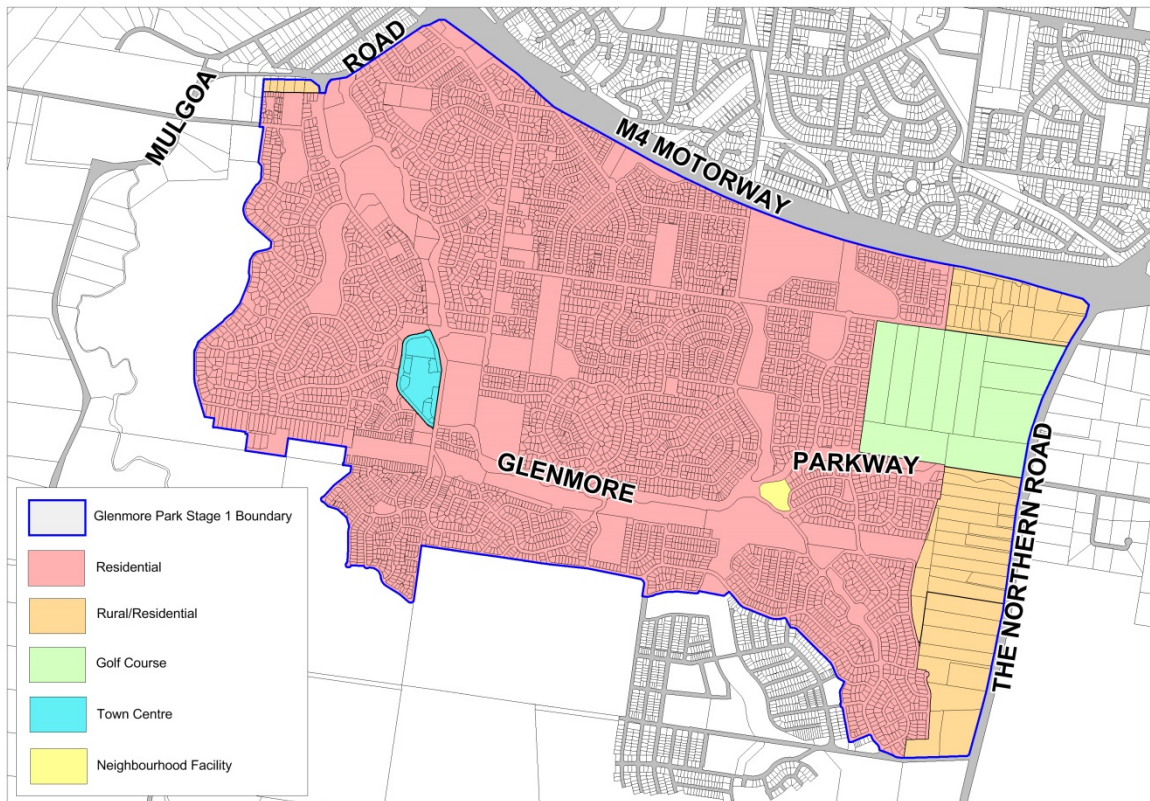 MULGOA
ROAD
M4 MOTORWAY
GLENMORE
PARKWAY
THE NORTHERN ROAD
Glenmore Park Stage 1 Boundary
Residential
Rural/Residential
Golf Course
Town Centre
Neighbourhood Facility